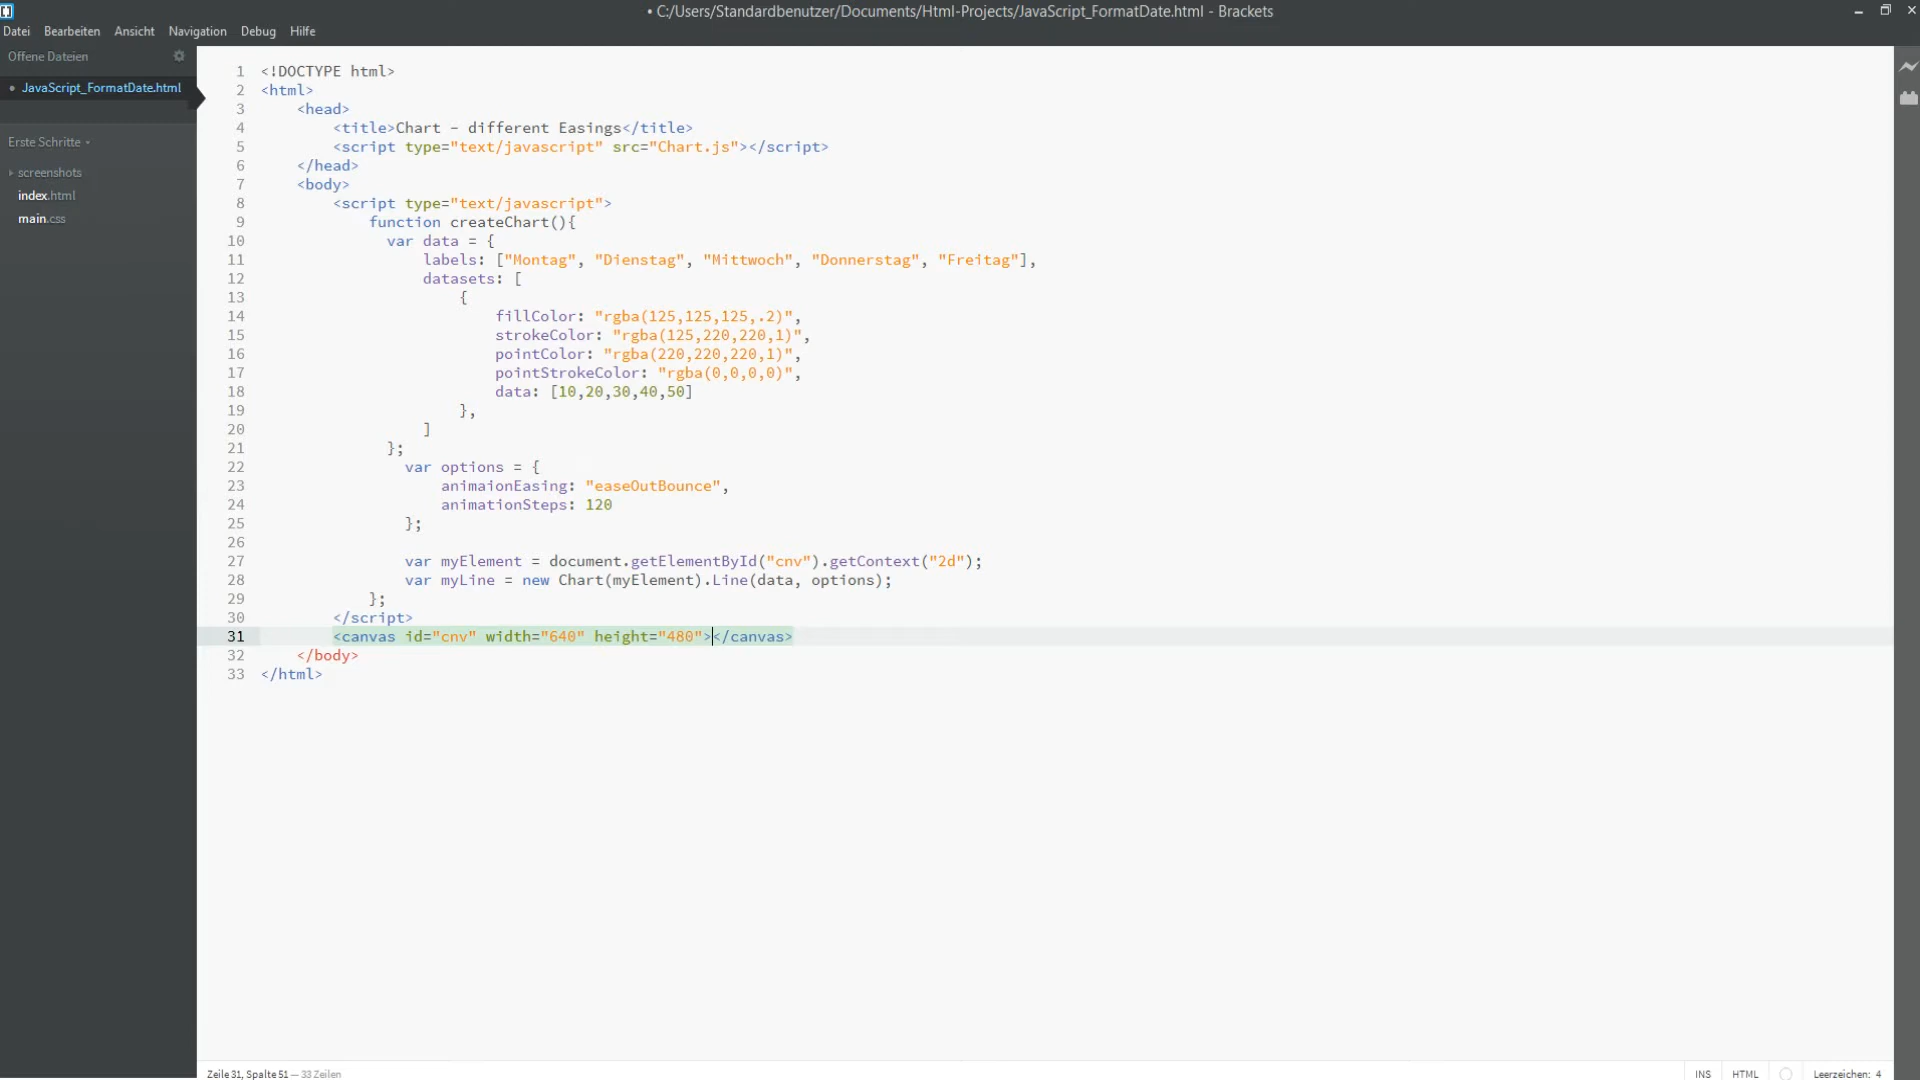 • C:/Users/Standardbenutzer/Documents/Html-Projects/JavaScript_FormatDate.html - Brackets
Datei Bearbeiten Ansicht Navigation Debug Hilfe
Offene Dateien
• JavaScript_FormatDate.html
Erste Schritte
screenshots
index.html
main.css
1 <!DOCTYPE html>
2 <html>
3     <head>
4         <title>Chart - different Easings</title>
5         <script type="text/javascript" src="Chart.js"></script>
6     </head>
7     <body>
8         <script type="text/javascript">
9             function createChart(){
10               var data = {
11                   labels: ["Montag", "Dienstag", "Mittwoch", "Donnerstag", "Freitag"],
12                   datasets: [
13                       {
14                           fillColor: "rgba(125,125,125,.2)",
15                           strokeColor: "rgba(125,220,220,1)",
16                           pointColor: "rgba(220,220,220,1)",
17                           pointStrokeColor: "rgba(0,0,0,0)",
18                           data: [10,20,30,40,50]
19                       },
20                   ]
21               };
22                 var options = {
23                     animaionEasing: "easeOutBounce",
24                     animationSteps: 120
25                 };
26
27                 var myElement = document.getElementById("cnv").getContext("2d");
28                 var myLine = new Chart(myElement).Line(data, options);
29             };
30         </script>
31         <canvas id="cnv" width="640" height="480"></canvas>
32     </body>
33 </html>
Zeile 31, Spalte 51 — 33 Zeilen
INS HTML Leerzeichen: 4